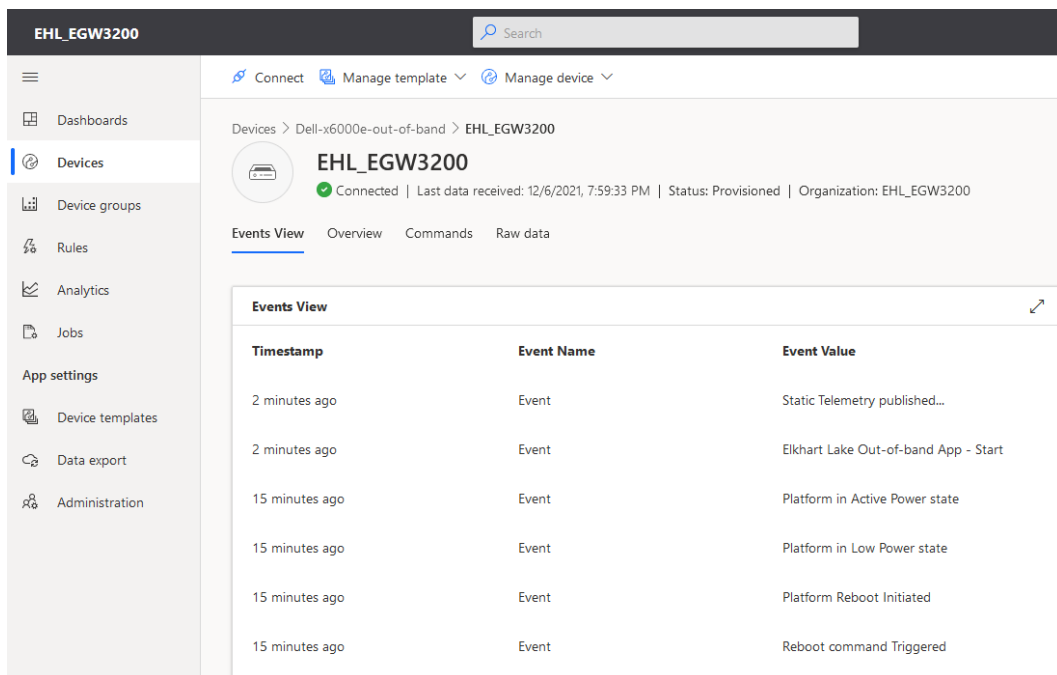 EHL_EGW3200
Search
Connect Manage template Manage device
Dashboards
Devices
Device groups
Rules
Analytics
Jobs
App settings
Device templates
Data export
Administration
Devices > Dell-x6000e-out-of-band > EHL_EGW3200
EHL_EGW3200
Connected | Last data received: 12/6/2021, 7:59:33 PM | Status: Provisioned | Organization: EHL_EGW3200
Events View Overview Commands Raw data
Events View
Timestamp Event Name Event Value
2 minutes ago Event Static Telemetry published...
2 minutes ago Event Elkhart Lake Out-of-band App - Start
15 minutes ago Event Platform in Active Power state
15 minutes ago Event Platform in Low Power state
15 minutes ago Event Platform Reboot Initiated
15 minutes ago Event Reboot command Triggered